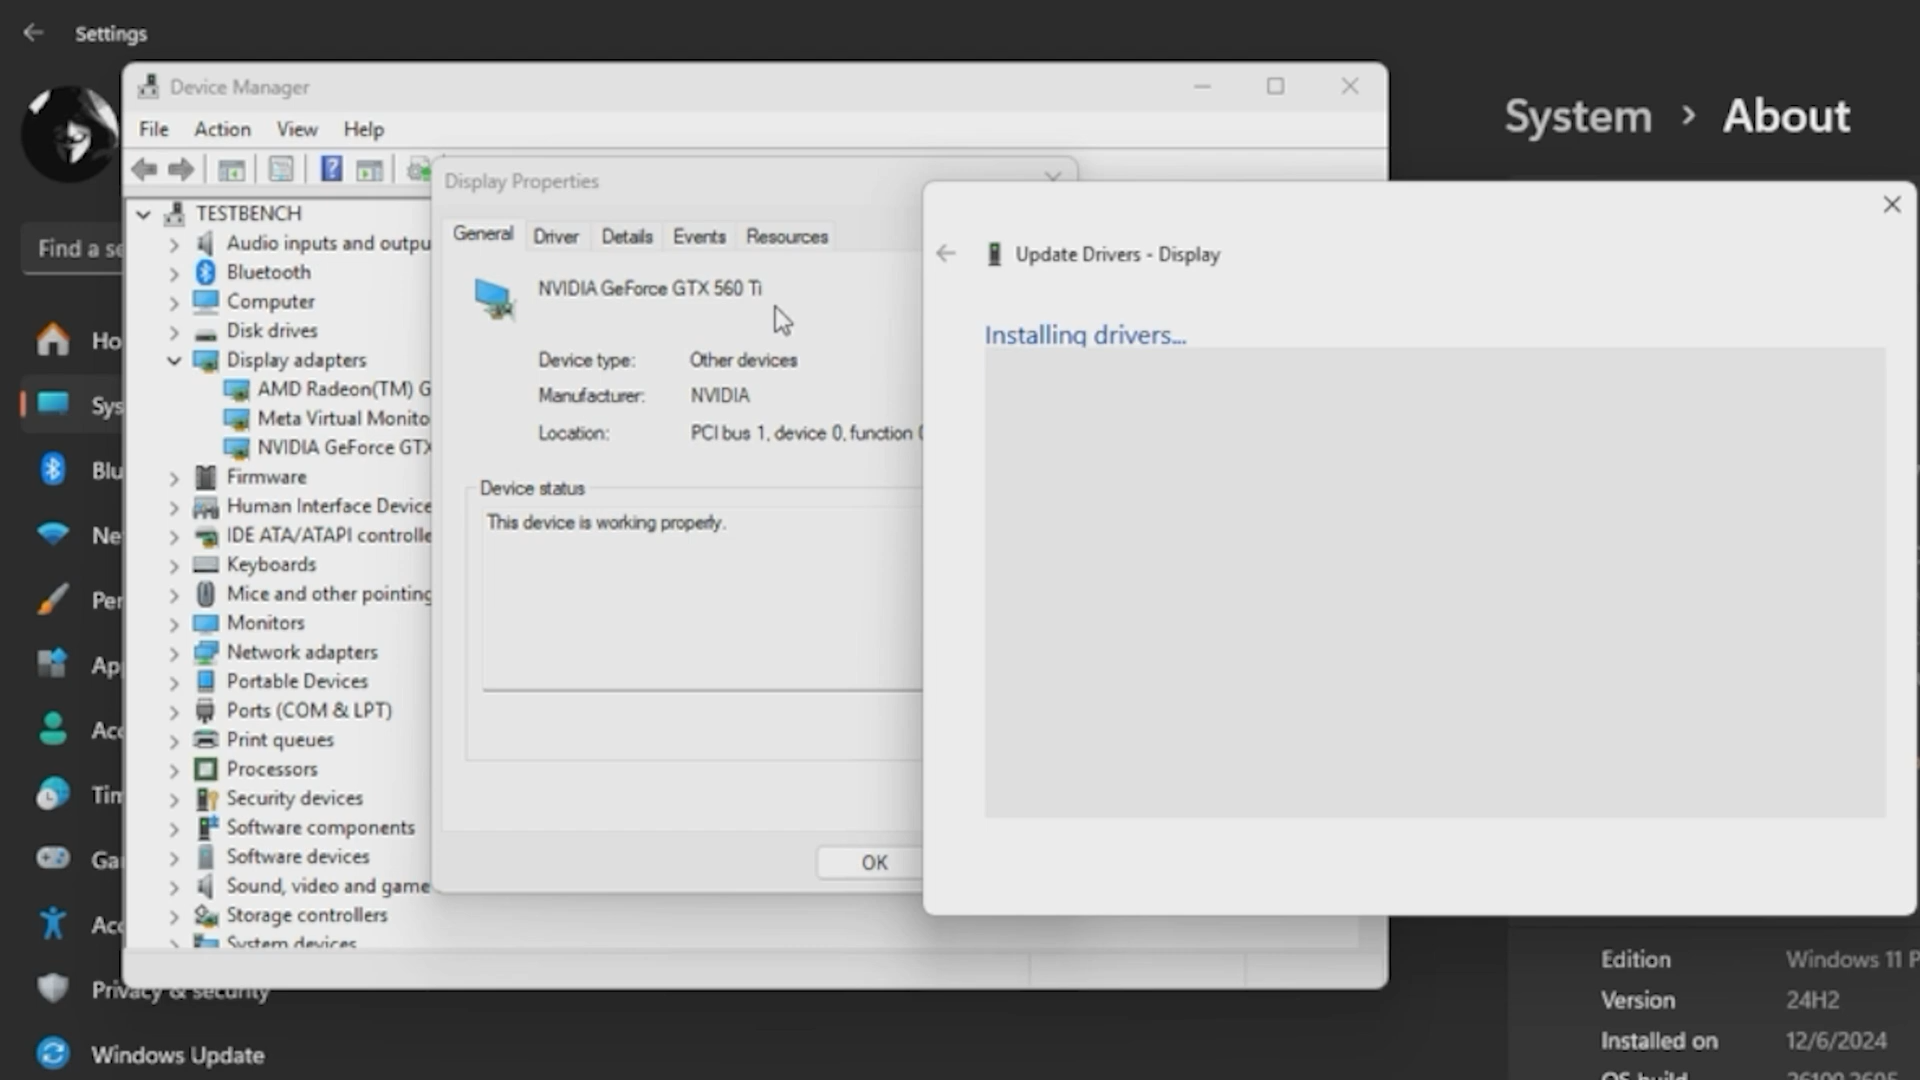 Settings
Device Manager
File Action View Help
System > About
Display Properties
TESTBENCH
General Driver Details Events Resources
Find a se
Audio inputs and outpu
Bluetooth
Update Drivers - Display
NVIDIA GeForce GTX 560 Ti
Computer
Disk drives
Ho
Installing drivers...
Display adapters
Device type: Other devices
AMD Radeon(TM) G
Manufacturer: NVIDIA
Sys
Meta Virtual Monito
Location: PCI bus 1, device 0, function 0
NVIDIA GeForce GTX
Blu
Firmware
Device status
Human Interface Device
This device is working properly.
Ne
IDE ATA/ATAPI controlle
Keyboards
Per
Mice and other pointing
Monitors
Network adapters
App
Portable Devices
Ports (COM & LPT)
Acc
Print queues
Processors
Tim
Security devices
Software components
Ga
Software devices
OK
Sound, video and game
Storage controllers
Acc
System devices
Edition Windows 11 P
Privacy & security
Version 24H2
Installed on 12/6/2024
Windows Update
OS build